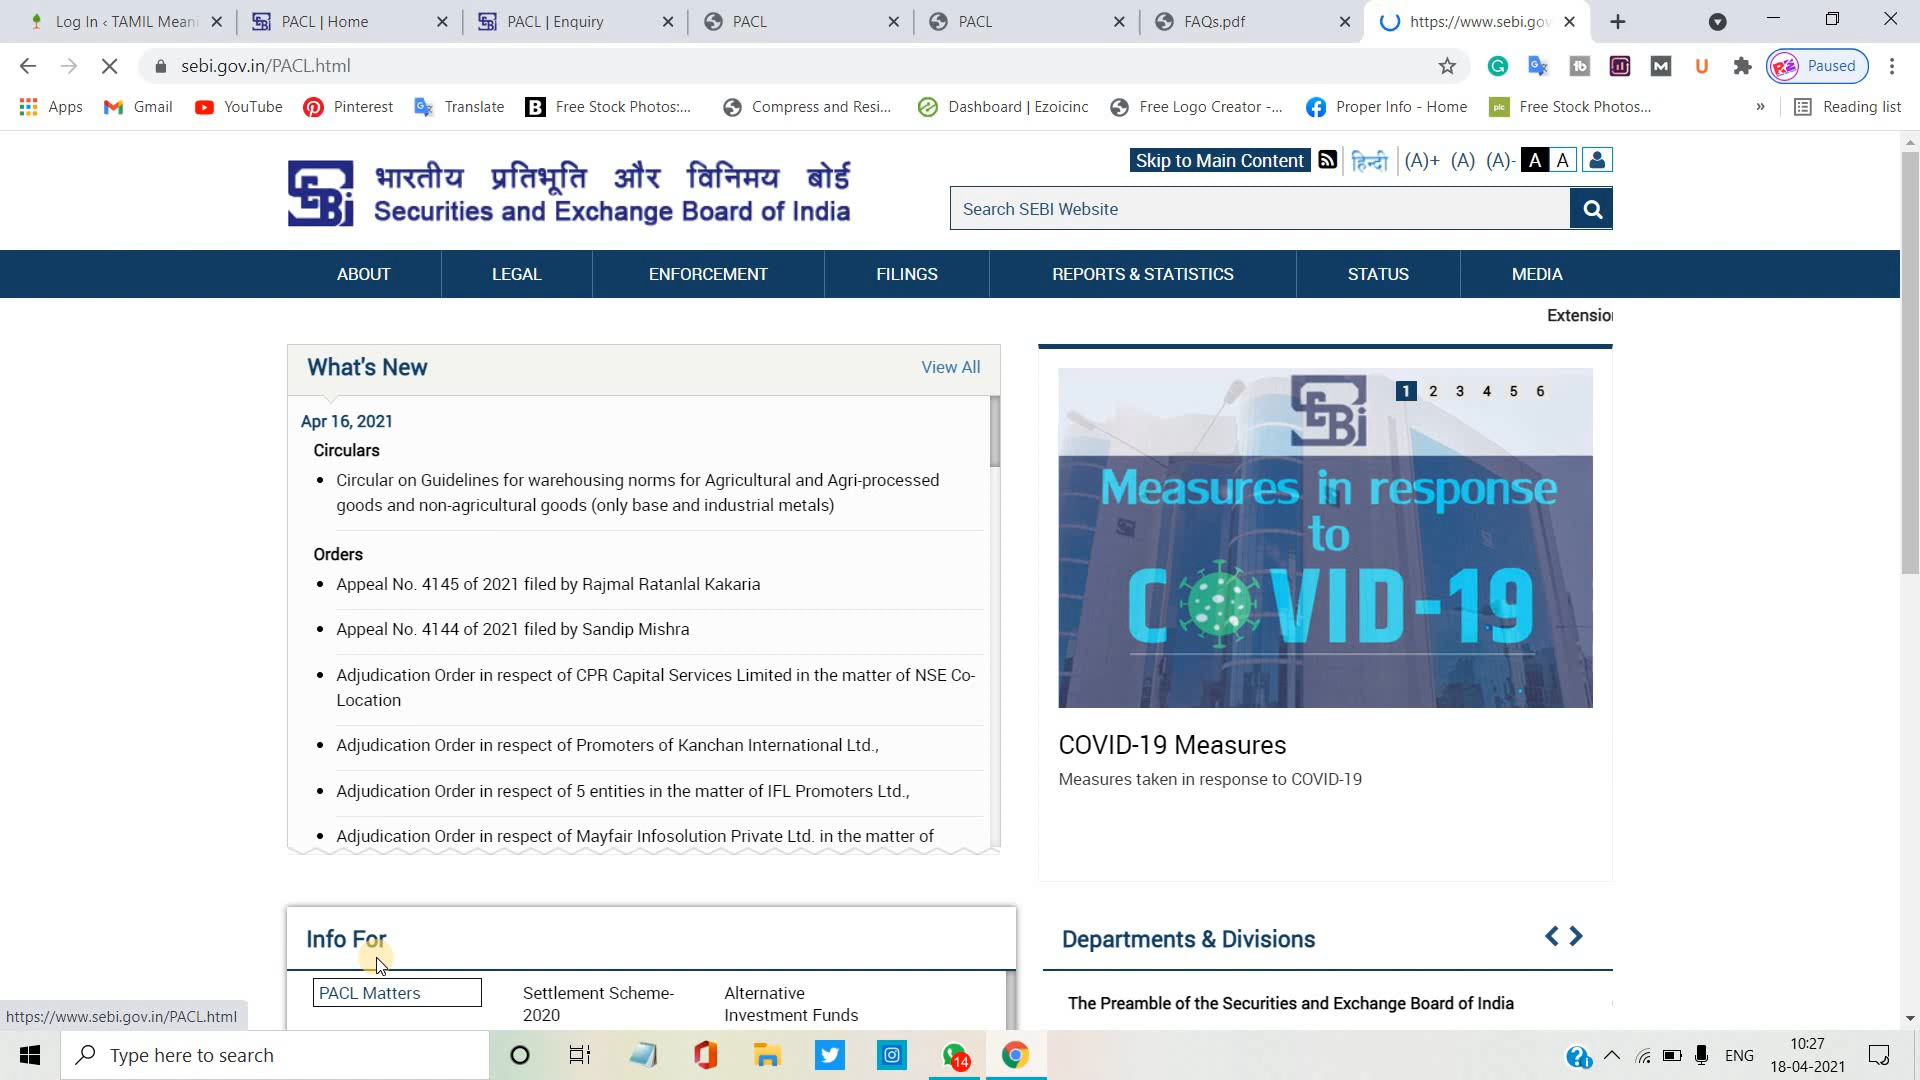 Log In ‹ TAMIL Meani
PACL | Home
PACL | Enquiry
PACL
PACL
FAQs.pdf
https://www.sebi.gov
sebi.gov.in/PACL.html
Paused
Apps
Gmail
YouTube
Pinterest
Translate
Free Stock Photos:...
Compress and Resi...
Dashboard | Ezoicinc
Free Logo Creator -...
Proper Info - Home
Free Stock Photos...
»
Reading list
Skip to Main Content
हिन्दी
(A)+ (A) (A)- A A
भारतीय प्रतिभूति और विनिमय बोर्ड
Securities and Exchange Board of India
Search SEBI Website
ABOUT
LEGAL
ENFORCEMENT
FILINGS
REPORTS & STATISTICS
STATUS
MEDIA
Extension
What's New
View All
Apr 16, 2021
Circulars
Circular on Guidelines for warehousing norms for Agricultural and Agri-processed
goods and non-agricultural goods (only base and industrial metals)
Orders
Appeal No. 4145 of 2021 filed by Rajmal Ratanlal Kakaria
Appeal No. 4144 of 2021 filed by Sandip Mishra
Adjudication Order in respect of CPR Capital Services Limited in the matter of NSE Co-
Location
Adjudication Order in respect of Promoters of Kanchan International Ltd.,
Adjudication Order in respect of 5 entities in the matter of IFL Promoters Ltd.,
Adjudication Order in respect of Mayfair Infosolution Private Ltd. in the matter of
1 2 3 4 5 6
SEBI
Measures in response
to
COVID-19
COVID-19 Measures
Measures taken in response to COVID-19
Info For
PACL Matters
Settlement Scheme-
2020
Alternative
Investment Funds
Departments & Divisions
The Preamble of the Securities and Exchange Board of India
https://www.sebi.gov.in/PACL.html
Type here to search
14
ENG
10:27
18-04-2021